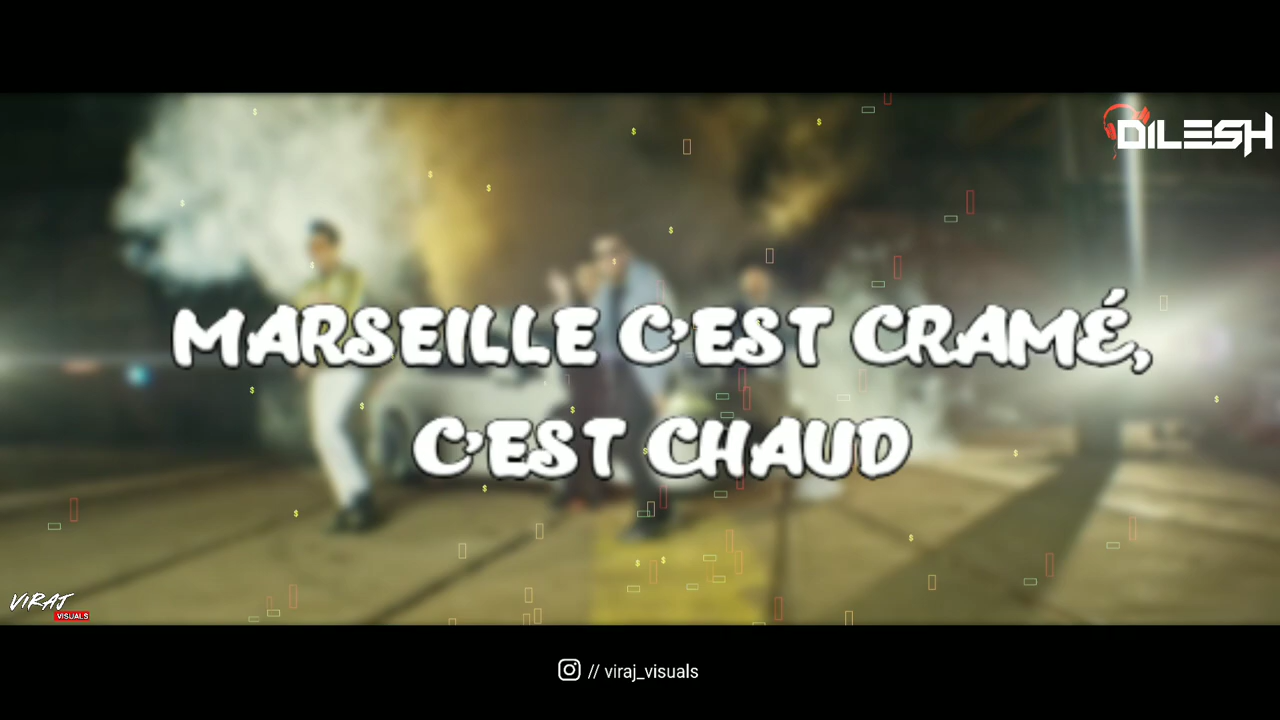 DILESH
MARSEILLE C'EST CRAMÉ,
C'EST CHAUD
VIRAJ
VISUALS
// viraj_visuals